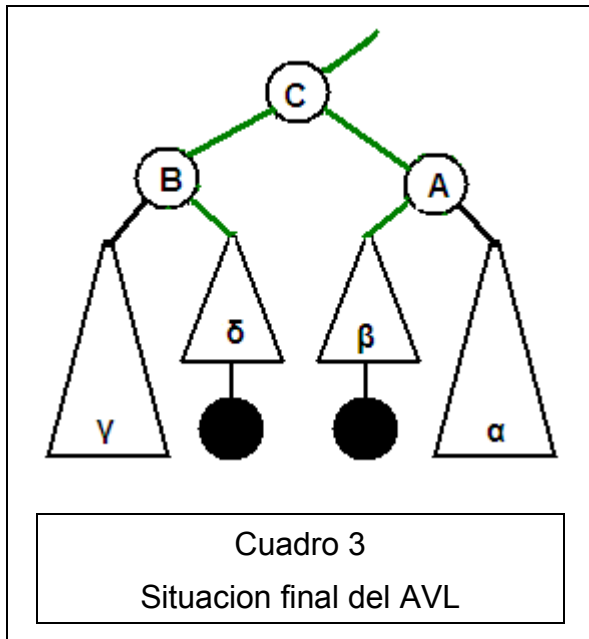 C
B
A
δ
β
γ
α
Cuadro 3
Situacion final del AVL